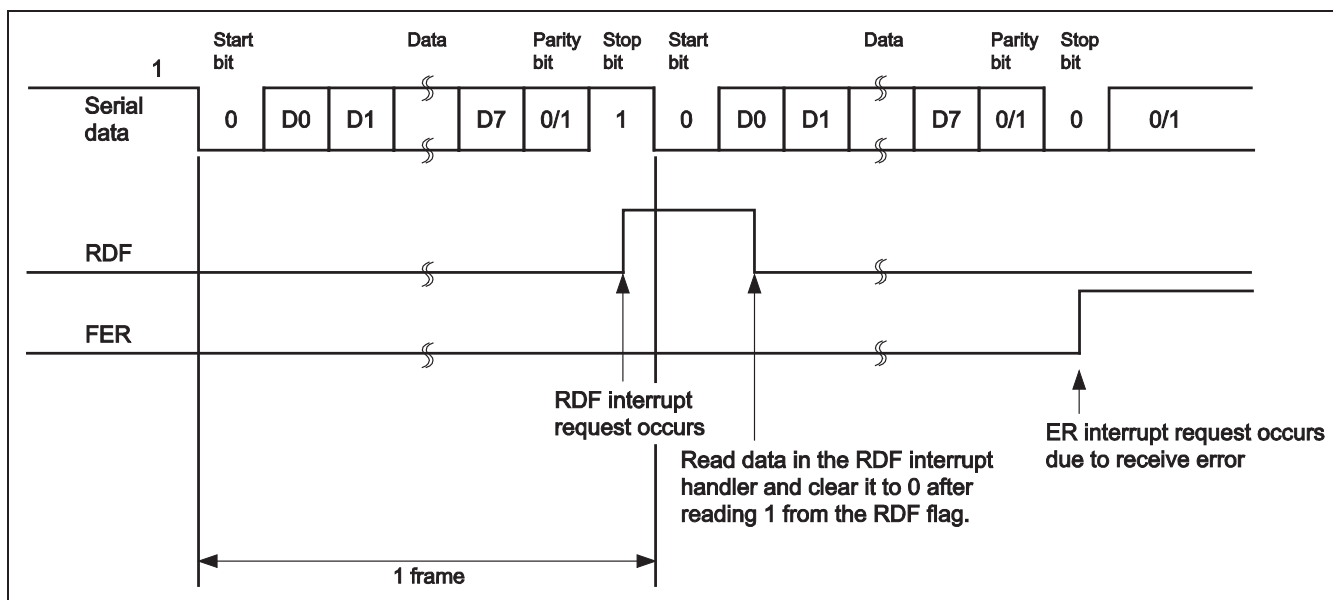 Start bit
Data
Parity bit
Stop bit
Start bit
Data
Parity bit
Stop bit
1
Serial data
0
D0
D1
D7
0/1
1
0
D0
D1
D7
0/1
0
0/1
RDF
FER
RDF interrupt
request occurs
Read data in the RDF interrupt
handler and clear it to 0 after
reading 1 from the RDF flag.
ER interrupt request occurs
due to receive error
1 frame